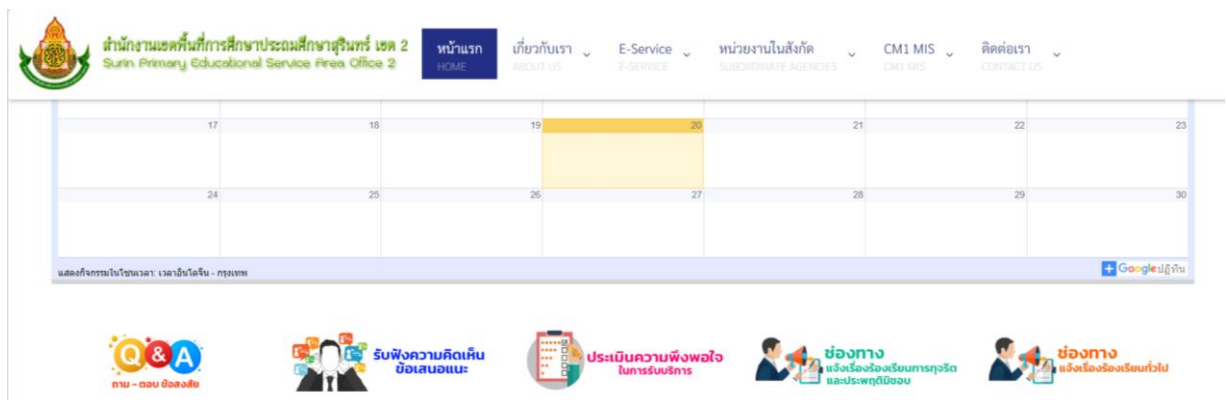 สำนักงานเขตพื้นที่การศึกษาประถมศึกษาสุรินทร์ เขต 2
Surin Primary Educational Service Area Office 2
หน้าแรก
HOME
เกี่ยวกับเรา
ABOUT US
E-Service
E-SERVICE
หน่วยงานในสังกัด
SUBORDINATE AGENCIES
CM1 MIS
CM1 MIS
ติดต่อเรา
CONTACT US
17 18 19 20 21 22 23
24 25 26 27 28 29 30
แสดงกิจกรรมในโซนเวลา: เวลาอินโดจีน - กรุงเทพ
Google ปฏิทิน
Q&A
ถาม - ตอบ ข้อสงสัย
รับฟังความคิดเห็น
ข้อเสนอแนะ
ประเมินความพึงพอใจ
ในการรับบริการ
ช่องทาง
แจ้งเรื่องร้องเรียนการทุจริต
และประพฤติมิชอบ
ช่องทาง
แจ้งเรื่องร้องเรียนทั่วไป